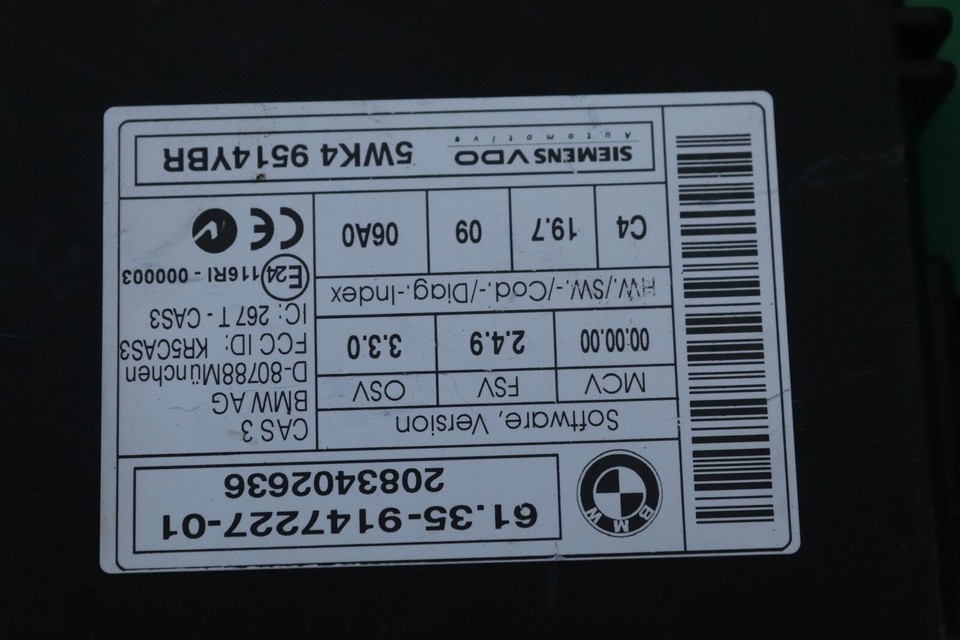 BMW
61.35-9147227-01
2083402636
Software, Version
MCV FSV OSV
00.00.00 2.4.9 3.3.0
HW./SW./-/Cod.-/Diag.-Index
C4 19.7 09 06A0
CAS 3
BMW AG
D-80788München
FCC ID: KR5CAS3
IC: 267T - CAS3
E24 116RI - 000003
CE
SIEMENS VDO
Automotive
5WK4 9514YBR